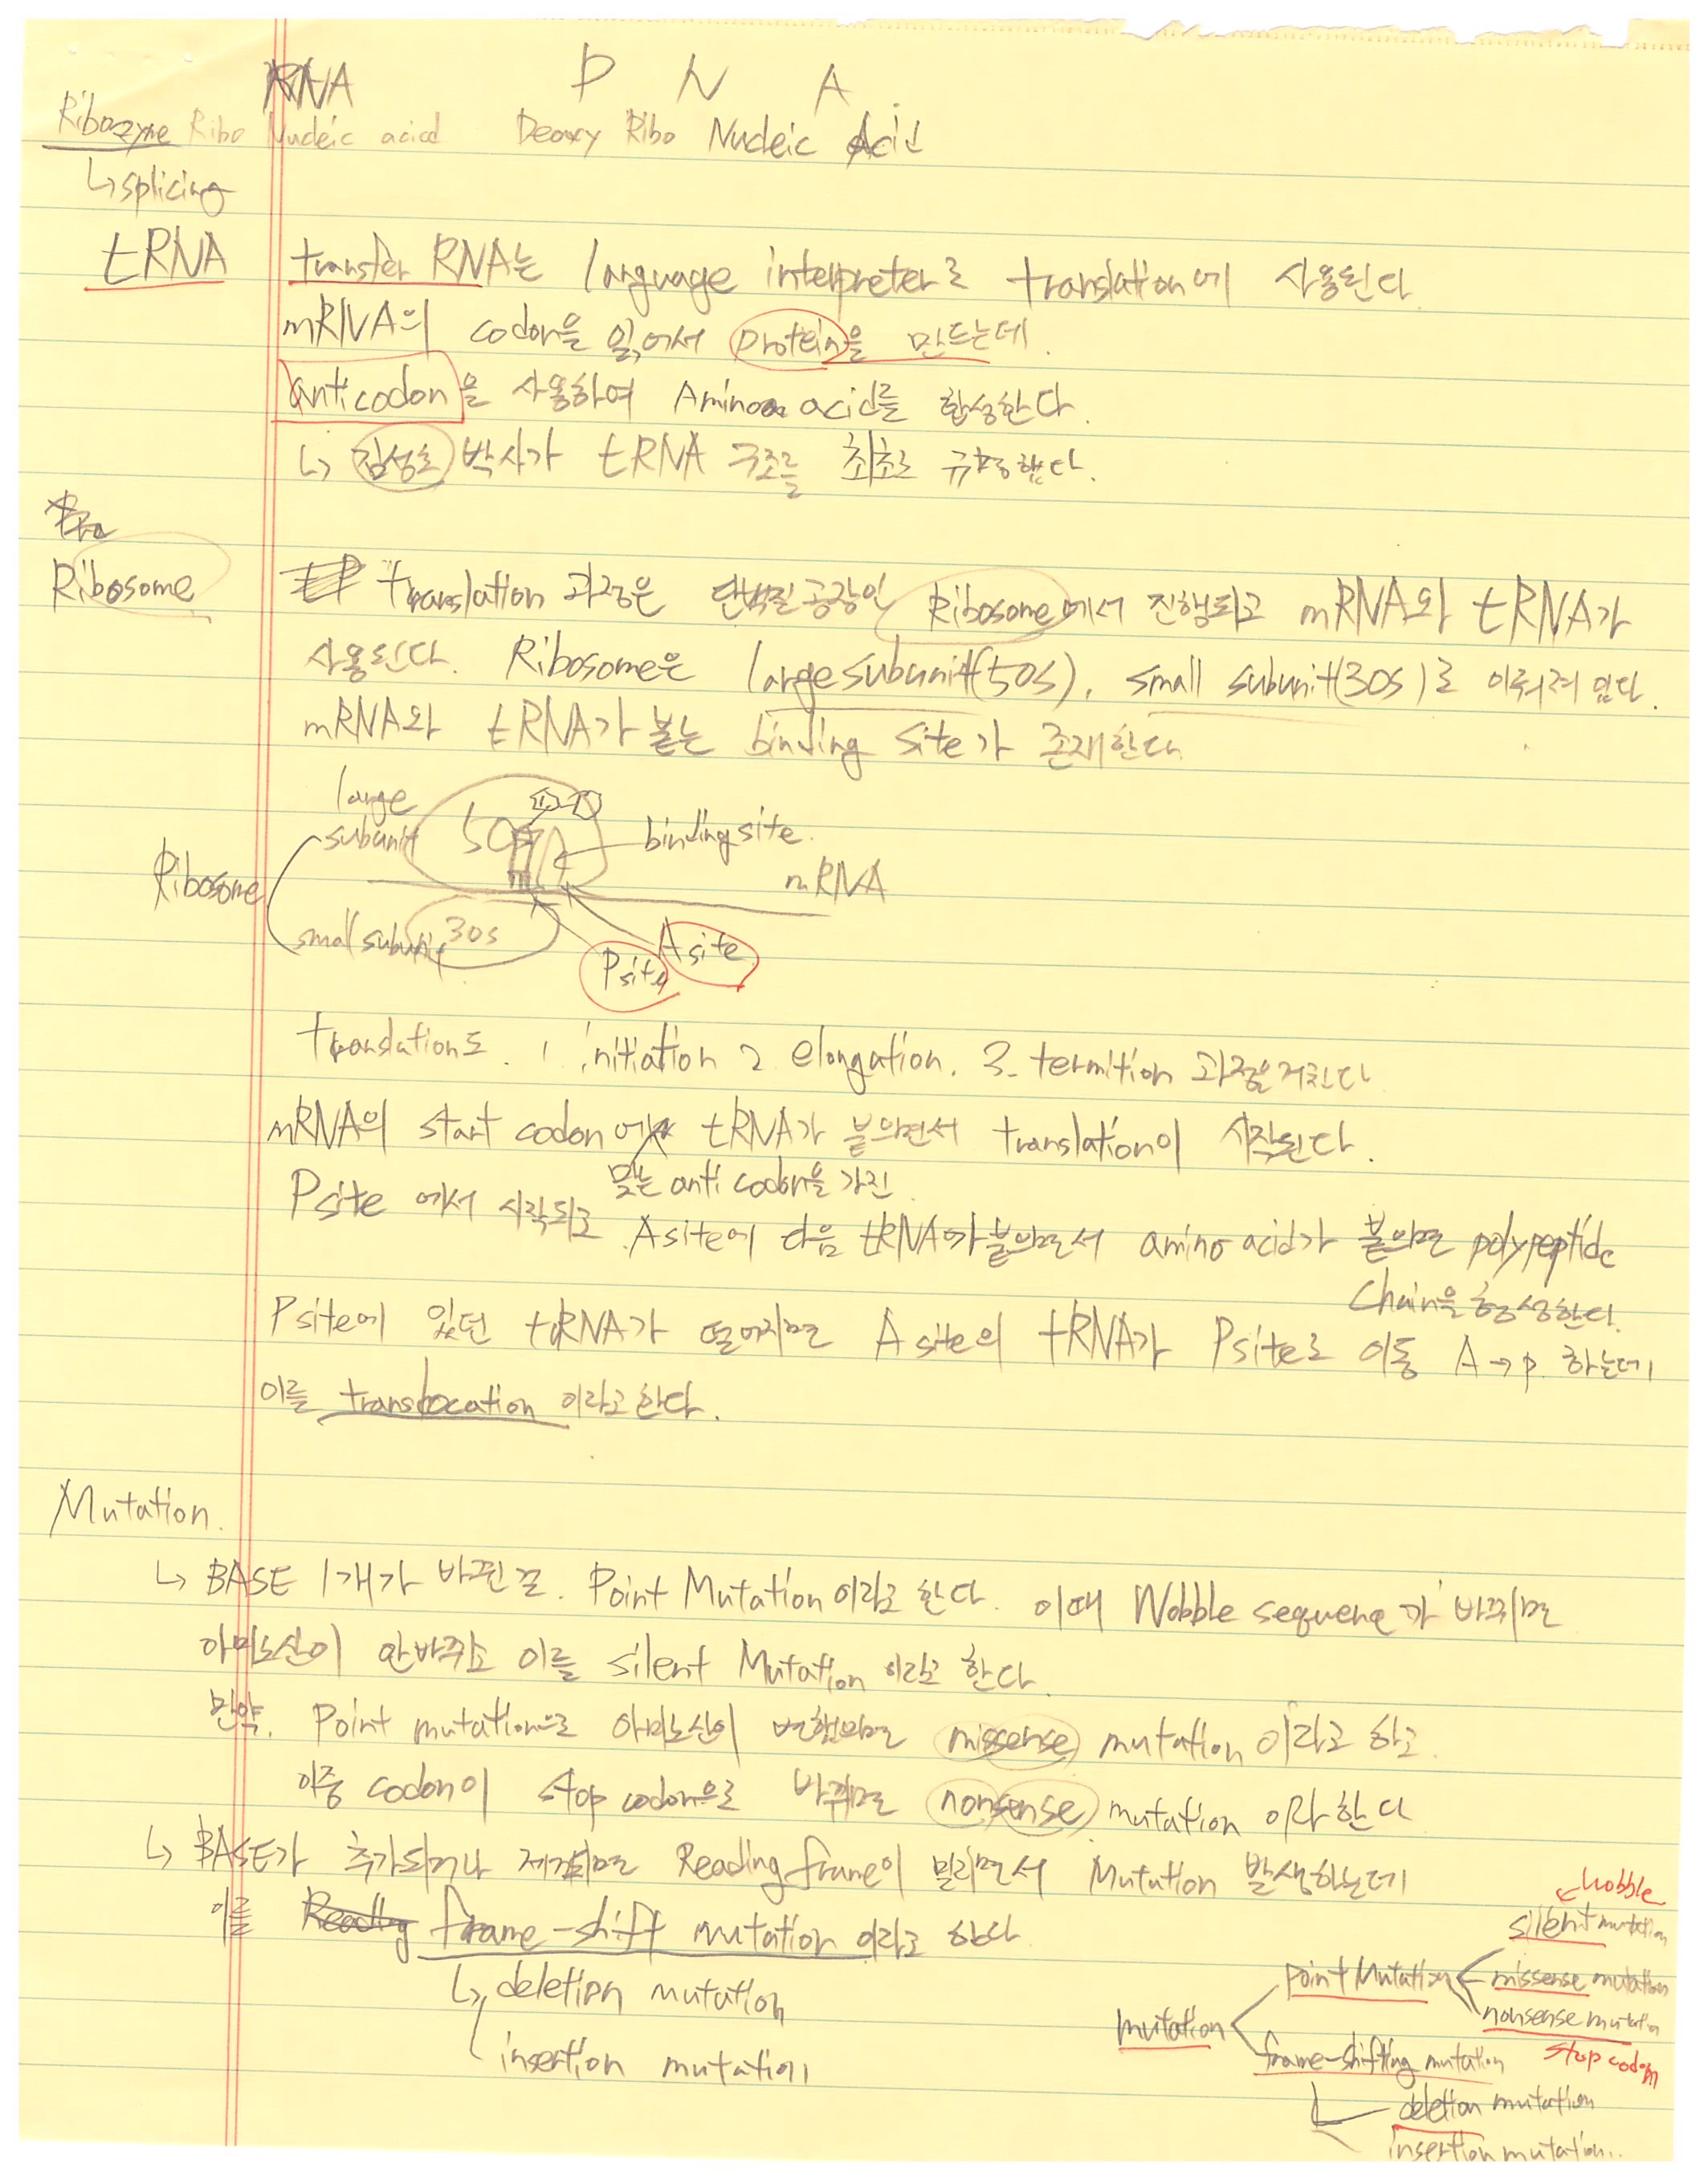 RNA D N A
Ribozyme Ribo Nucleic acid Deoxy Ribo Nucleic Acid
↳ splicing
tRNA transfer RNA는 language interpreter로 translation에 사용된다.
mRNA의 codon을 읽어서 protein을 만드는데
anticodon을 사용하여 Amino acid를 합성한다.
↳ 김성호 박사가 tRNA 구조를 최초로 규명했다.
Ribosome translation 과정은 단백질 공장인 Ribosome에서 진행되고 mRNA와 tRNA가
사용된다. Ribosome은 large subunit(50s), small subunit(30s)로 이뤄져 있다.
mRNA와 tRNA가 붙는 binding site가 존재한다.
large
subunit 50s binding site.
Ribosome mRNA
small subunit 30s A site
P site
translation도. 1 initiation 2 elongation. 3. termition 과정을 거친다
mRNA의 start codon에 tRNA가 붙으면서 translation이 시작된다.
맞는 anti codon을 가진
P site 에서 시작되고 A site에 다음 tRNA가 붙으면서 amino acid가 붙으면 polypeptide
chain을 형성한다.
P site에 있던 tRNA가 떨어지면 A site의 tRNA가 P site로 이동 A → P. 하는데
이를 translocation 이라고 한다.
Mutation.
↳ BASE 1개가 바뀐걸. Point Mutation 이라고 한다. 이때 Wobble sequence가 바뀌면
아미노산이 안바뀌고 이를 silent Mutation 이라고 한다.
만약. Point mutation으로 아미노산이 변했으면 missense mutation 이라고 하고.
이중 codon이 stop codon으로 바뀌면 nonsense mutation 이라 한다
↳ BASE가 추가되거나 제거되면 Reading frame이 밀리면서 Mutation 발생하는데
이를 Reading frame-shift mutation 이라고 한다
↳ deletion mutation
insertion mutation
wobble
silent mutation
point Mutation missense mutation
nonsense mutation
mutation
stop codon
frame-shifting mutation
deletion mutation
insertion mutation..